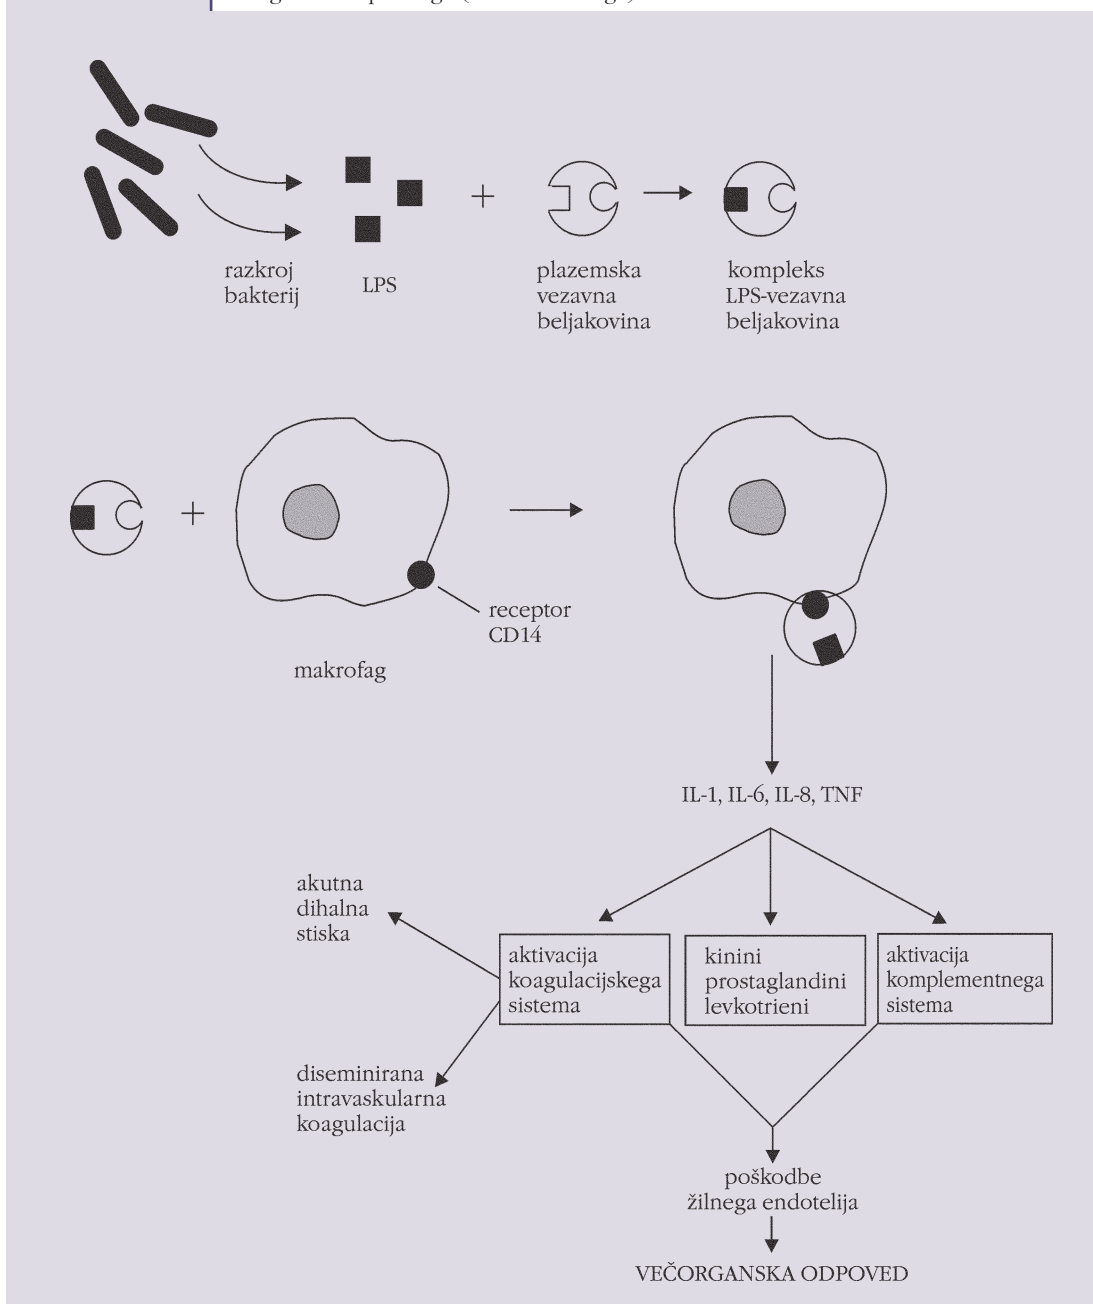 razkroj
bakterij
LPS
+
plazemska
vezavna
beljakovina
kompleks
LPS-vezavna
beljakovina
+
receptor
CD14
makrofag
IL-1, IL-6, IL-8, TNF
akutna
dihalna
stiska
aktivacija
koagulacijskega
sistema
kinini
prostaglandini
levkotrieni
aktivacija
komplementnega
sistema
diseminirana
intravaskularna
koagulacija
poškodbe
žilnega endotelija
VEČORGANSKA ODPOVED